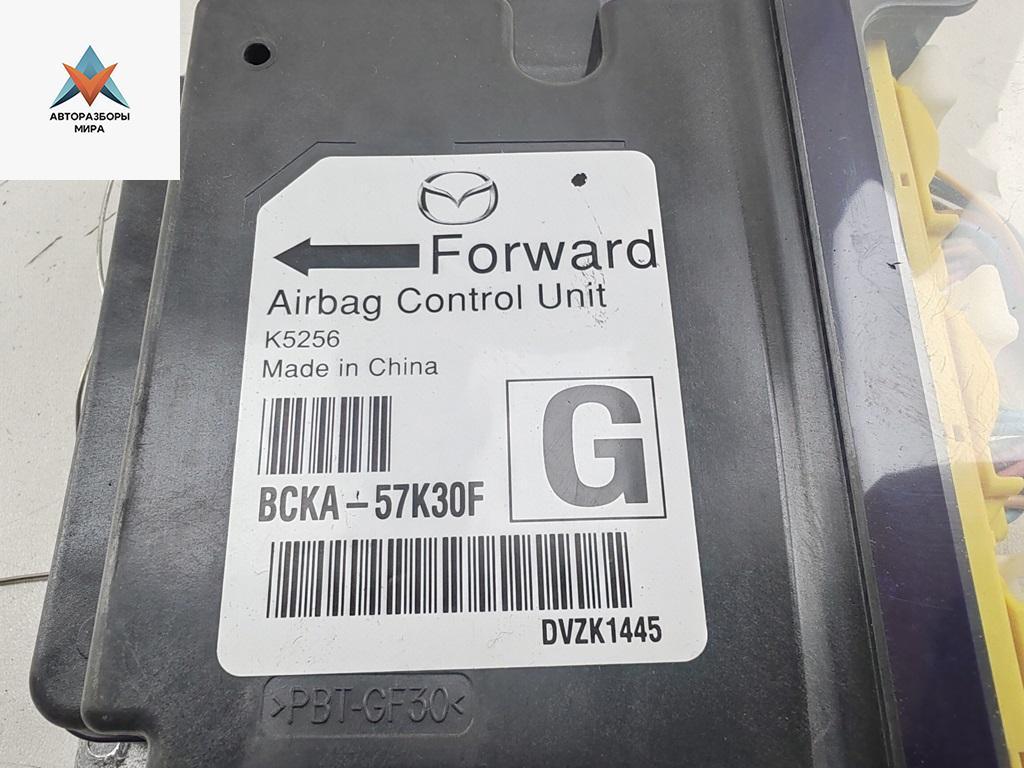 АВТОРАЗБОРЫ
МИРА
Forward
Airbag Control Unit
K5256
Made in China
G
BCKA-57K30F
DVZK1445
>PBT-GF30<